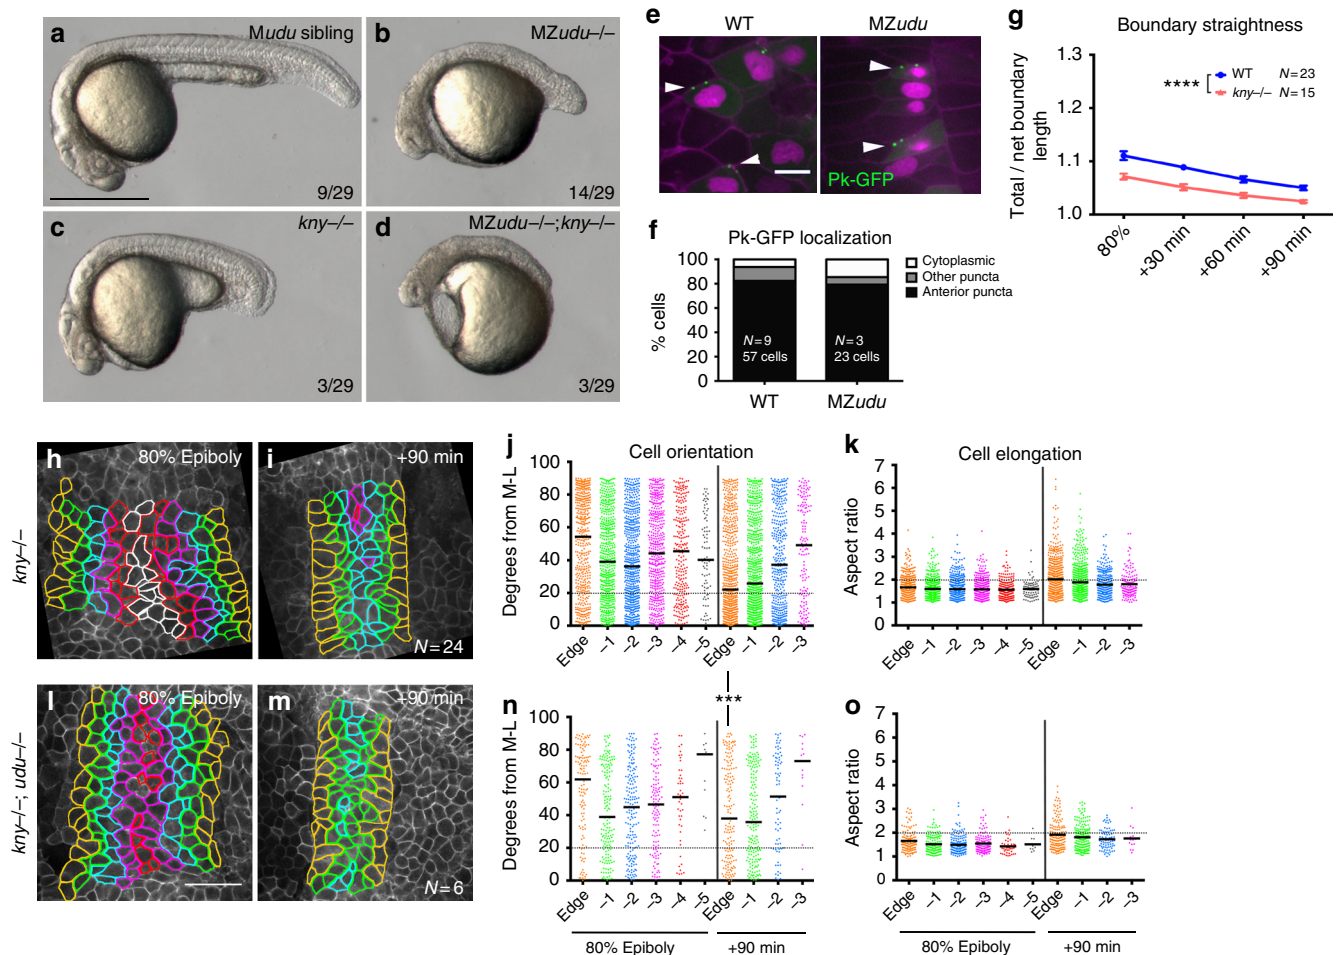 a
Mudu sibling
9/29
b
MZudu–/–
14/29
c
kny–/–
3/29
d
MZudu–/–;kny–/–
3/29
e
WT
MZudu
Pk-GFP
f
Pk-GFP localization
% cells
100
80
60
40
20
0
N=9
57 cells
N=3
23 cells
WT
MZudu
Cytoplasmic
Other puncta
Anterior puncta
g
Boundary straightness
Total / net boundary
length
1.3
1.2
1.1
1.0
****
WT N=23
kny–/– N=15
80%
+30 min
+60 min
+90 min
kny–/–
h
80% Epiboly
i
+90 min
N=24
j
Cell orientation
Degrees from M-L
100
80
60
40
20
0
Edge
–1
–2
–3
–4
–5
Edge
–1
–2
–3
k
Cell elongation
Aspect ratio
7
6
5
4
3
2
1
0
Edge
–1
–2
–3
–4
–5
Edge
–1
–2
–3
kny–/–; udu–/–
l
80% Epiboly
m
+90 min
N=6
n
***
Degrees from M-L
100
80
60
40
20
0
Edge
–1
–2
–3
–4
–5
Edge
–1
–2
–3
80% Epiboly
+90 min
o
Aspect ratio
7
6
5
4
3
2
1
0
Edge
–1
–2
–3
–4
–5
Edge
–1
–2
–3
80% Epiboly
+90 min